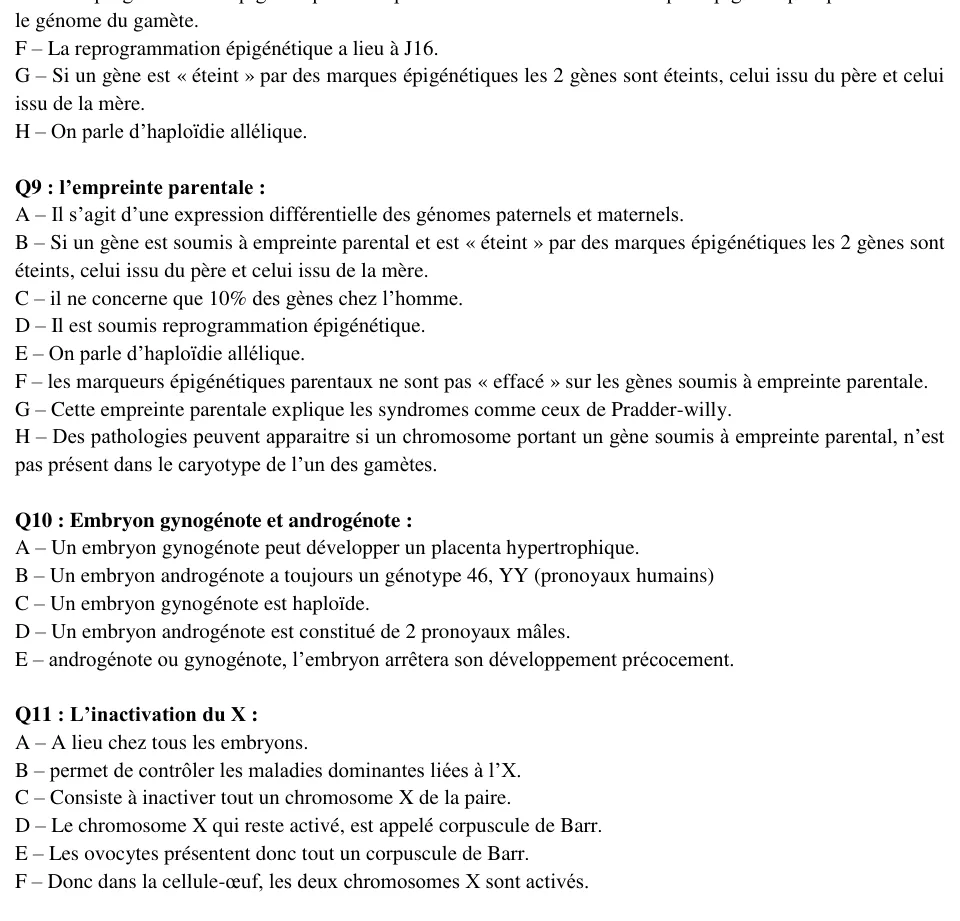 le génome du gamète.
F – La reprogrammation épigénétique a lieu à J16.
G – Si un gène est « éteint » par des marques épigénétiques les 2 gènes sont éteints, celui issu du père et celui
issu de la mère.
H – On parle d’haploïdie allélique.
Q9 : l’empreinte parentale :
A – Il s’agit d’une expression différentielle des génomes paternels et maternels.
B – Si un gène est soumis à empreinte parental et est « éteint » par des marques épigénétiques les 2 gènes sont
éteints, celui issu du père et celui issu de la mère.
C – il ne concerne que 10% des gènes chez l’homme.
D – Il est soumis reprogrammation épigénétique.
E – On parle d’haploïdie allélique.
F – les marqueurs épigénétiques parentaux ne sont pas « effacé » sur les gènes soumis à empreinte parentale.
G – Cette empreinte parentale explique les syndromes comme ceux de Pradder-willy.
H – Des pathologies peuvent apparaitre si un chromosome portant un gène soumis à empreinte parental, n’est
pas présent dans le caryotype de l’un des gamètes.
Q10 : Embryon gynogénote et androgénote :
A – Un embryon gynogénote peut développer un placenta hypertrophique.
B – Un embryon androgénote a toujours un génotype 46, YY (pronoyaux humains)
C – Un embryon gynogénote est haploïde.
D – Un embryon androgénote est constitué de 2 pronoyaux mâles.
E – androgénote ou gynogénote, l’embryon arrêtera son développement précocement.
Q11 : L’inactivation du X :
A – A lieu chez tous les embryons.
B – permet de contrôler les maladies dominantes liées à l’X.
C – Consiste à inactiver tout un chromosome X de la paire.
D – Le chromosome X qui reste activé, est appelé corpuscule de Barr.
E – Les ovocytes présentent donc tout un corpuscule de Barr.
F – Donc dans la cellule-œuf, les deux chromosomes X sont activés.